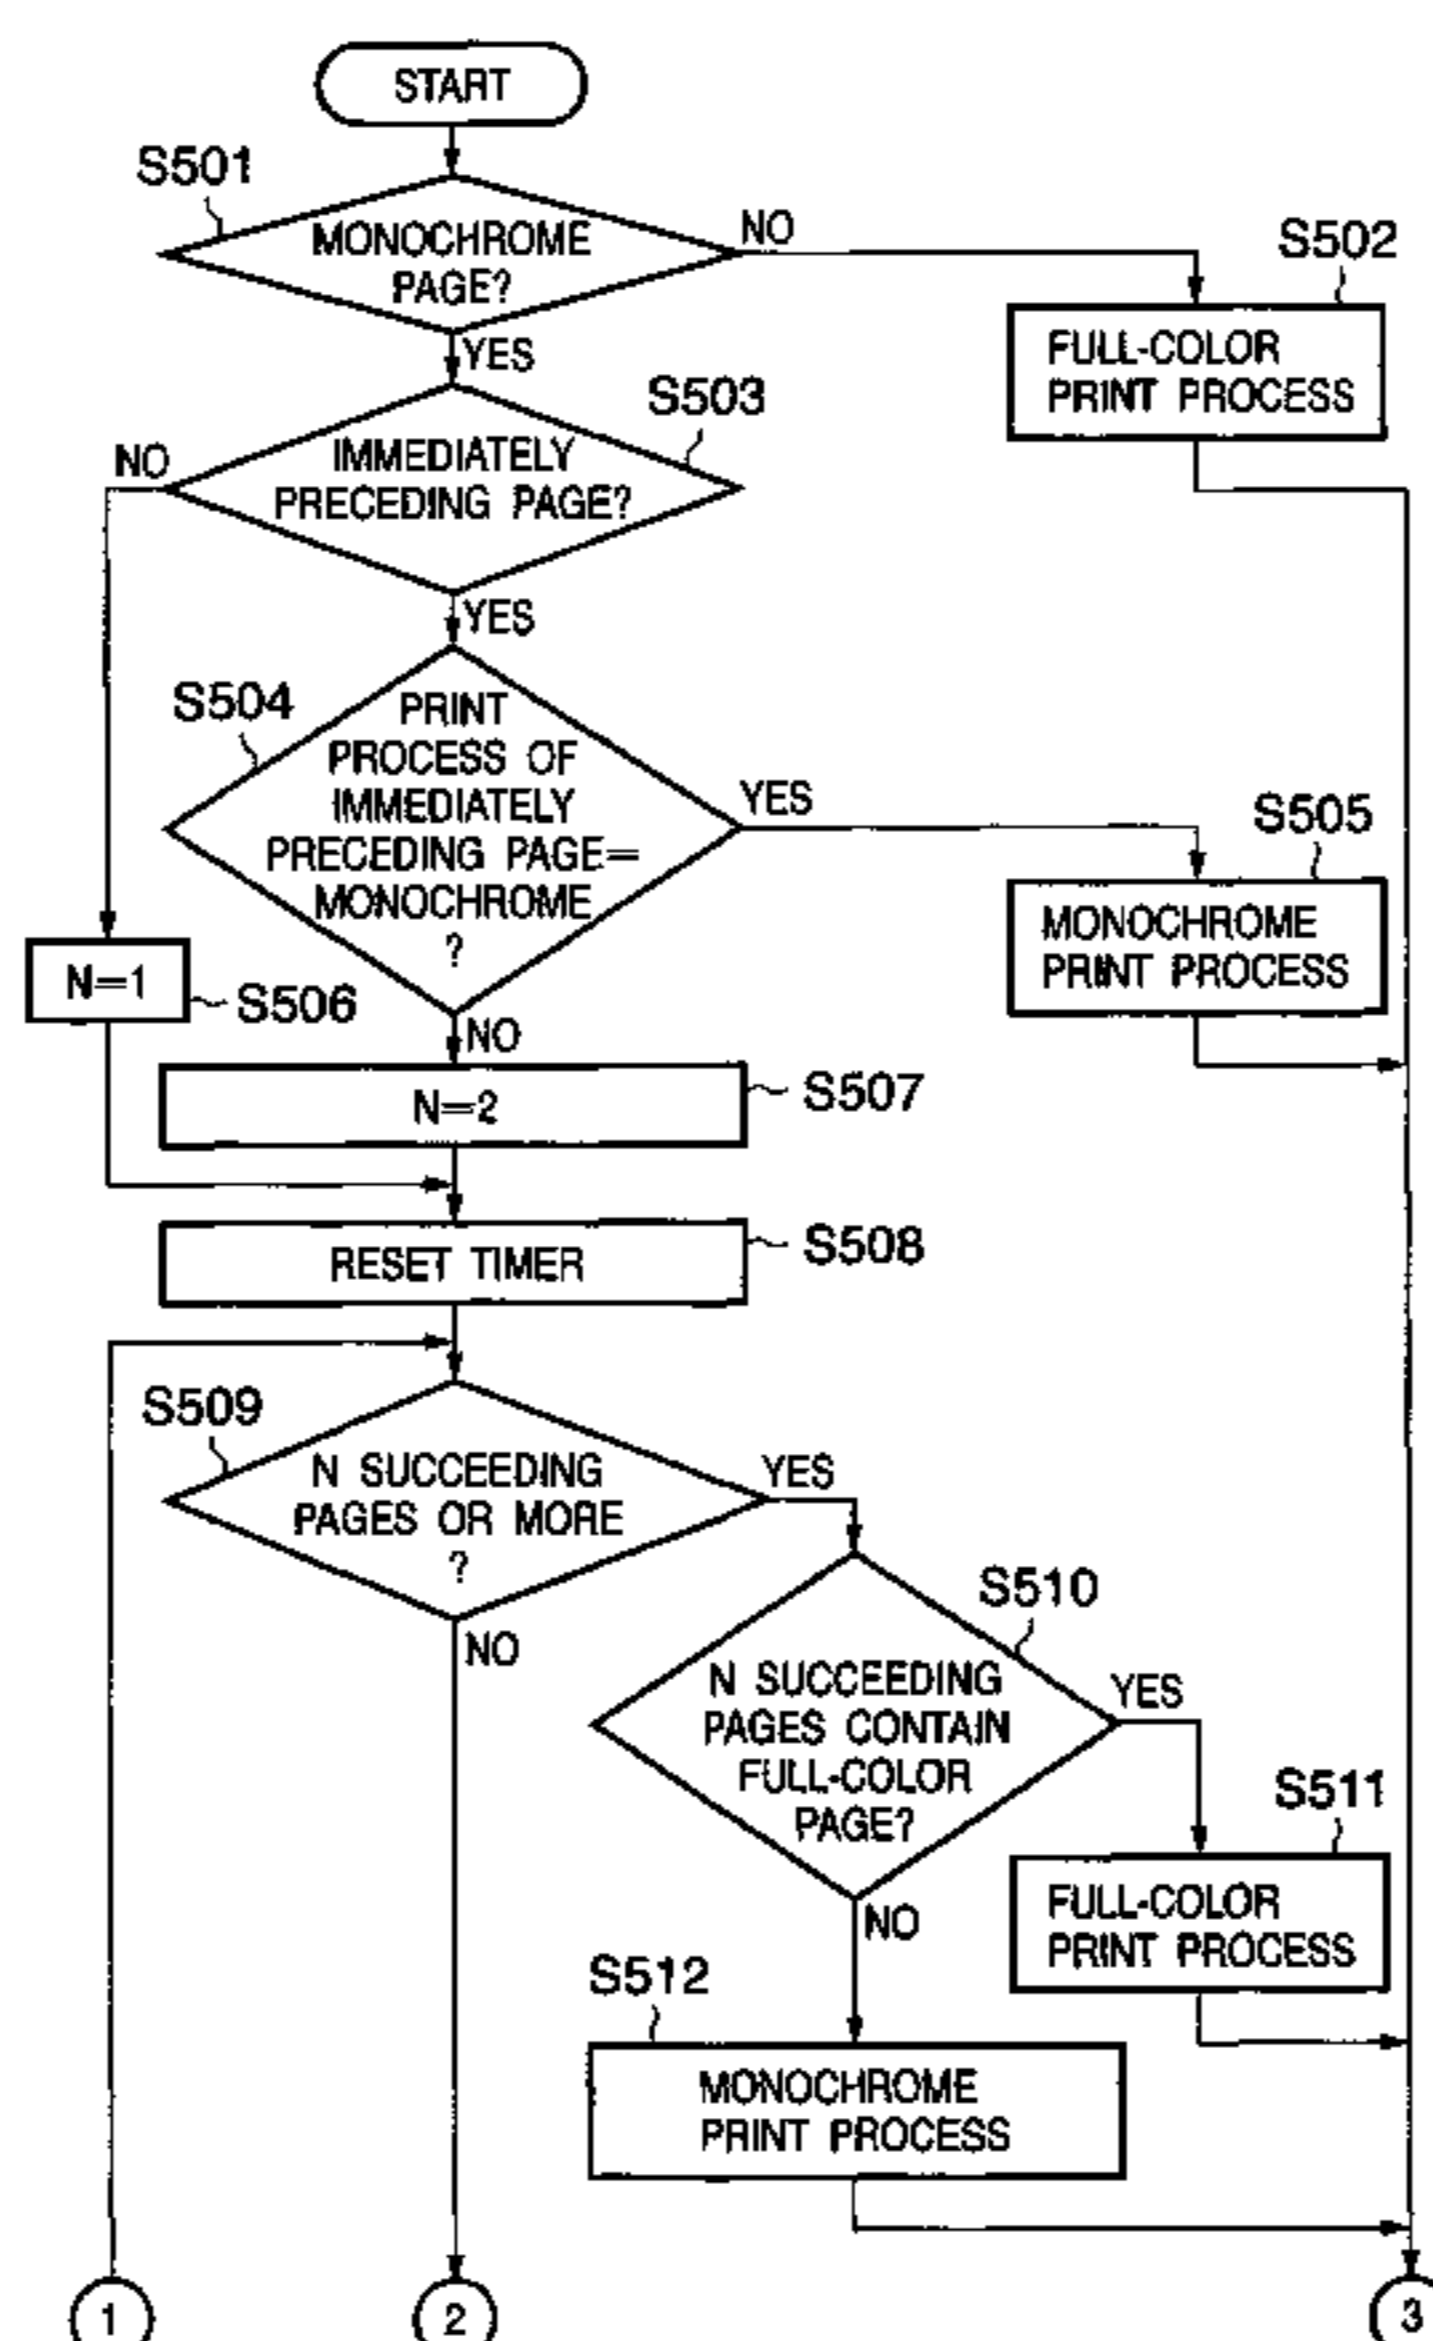 START
S501
MONOCHROME
PAGE?
NO
S502
FULL-COLOR
PRINT PROCESS
YES
S503
IMMEDIATELY
PRECEDING PAGE?
NO
YES
S504
PRINT
PROCESS OF
IMMEDIATELY
PRECEDING PAGE=
MONOCHROME
?
YES
S505
MONOCHROME
PRINT PROCESS
N=1
S506
NO
N=2
S507
RESET TIMER
S508
S509
N SUCCEEDING
PAGES OR MORE
?
YES
NO
S510
N SUCCEEDING
PAGES CONTAIN
FULL-COLOR
PAGE?
YES
S511
FULL-COLOR
PRINT PROCESS
NO
S512
MONOCHROME
PRINT PROCESS
1
2
3